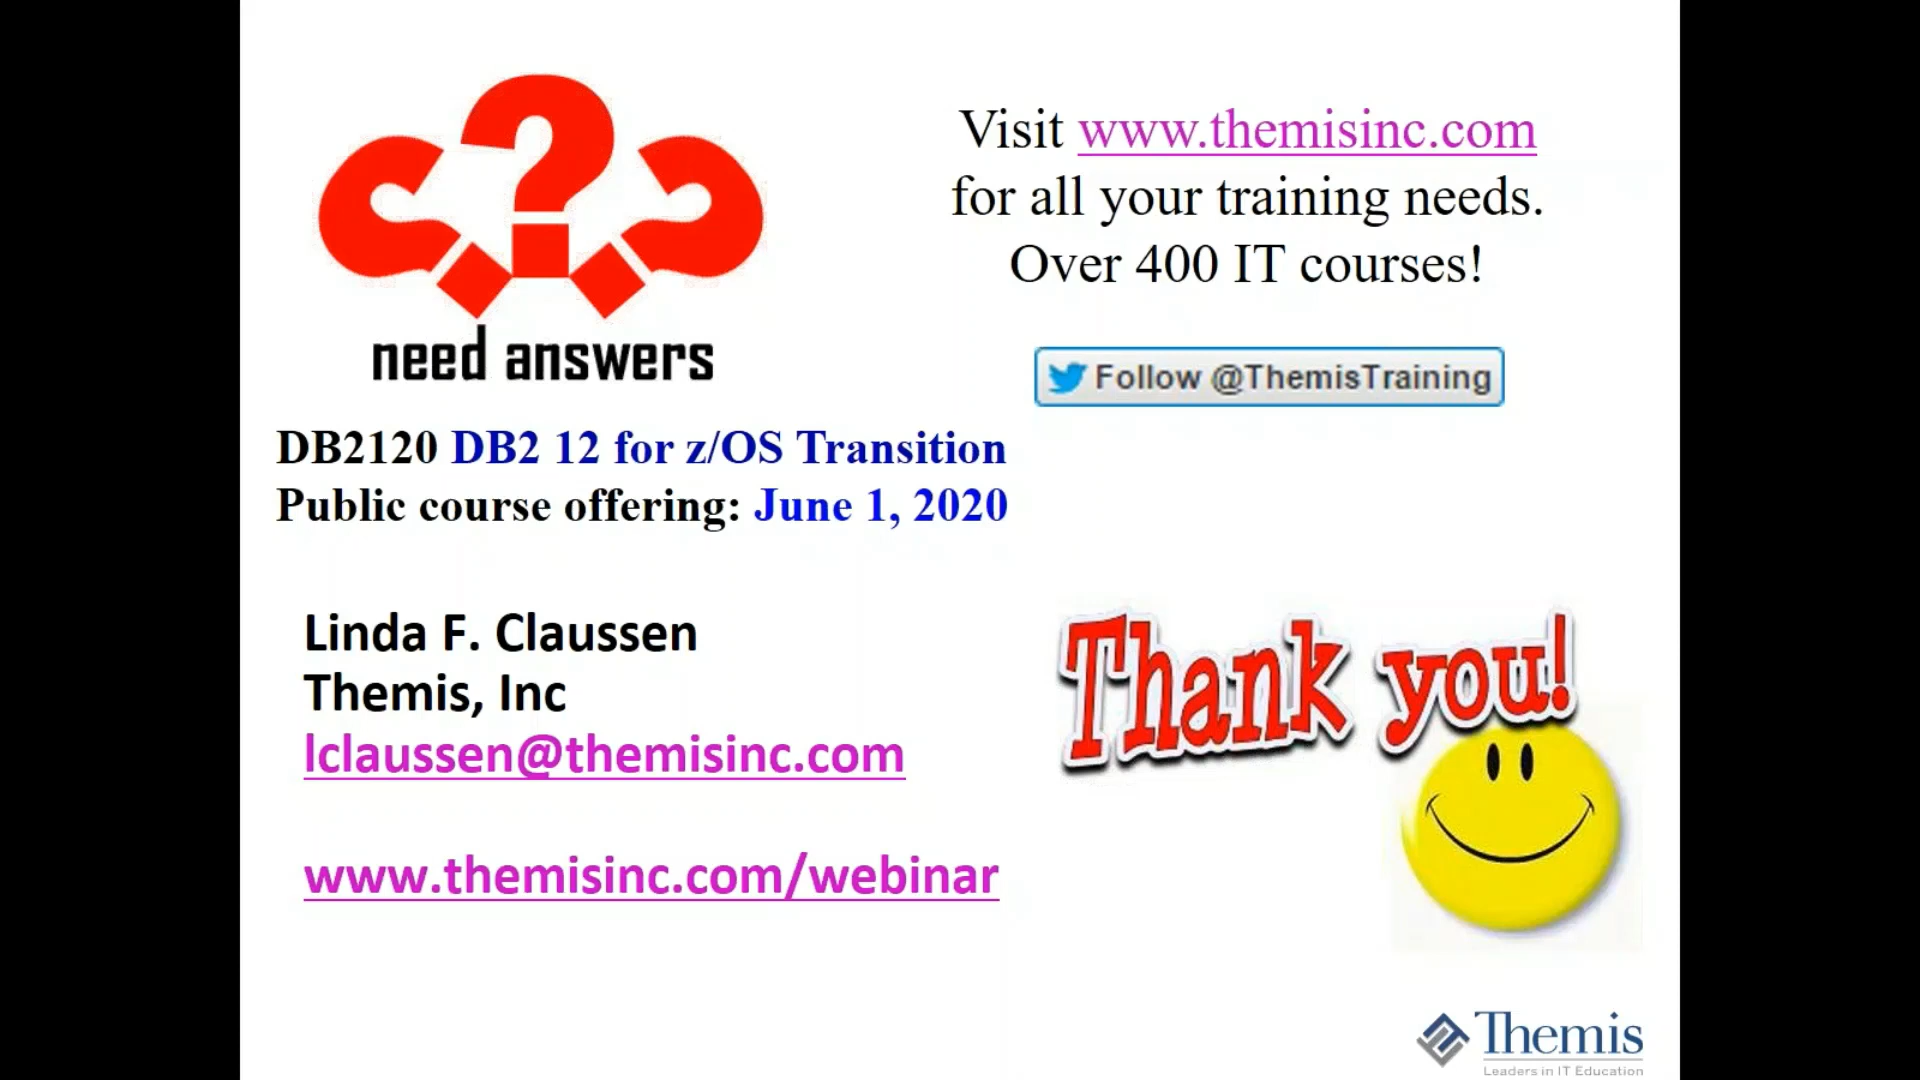 need answers
Visit www.themisinc.com
for all your training needs.
Over 400 IT courses!
Follow @ThemisTraining
DB2120 DB2 12 for z/OS Transition
Public course offering: June 1, 2020
Linda F. Claussen
Themis, Inc
lclaussen@themisinc.com
www.themisinc.com/webinar
Thank you!
Themis
Leaders in IT Education